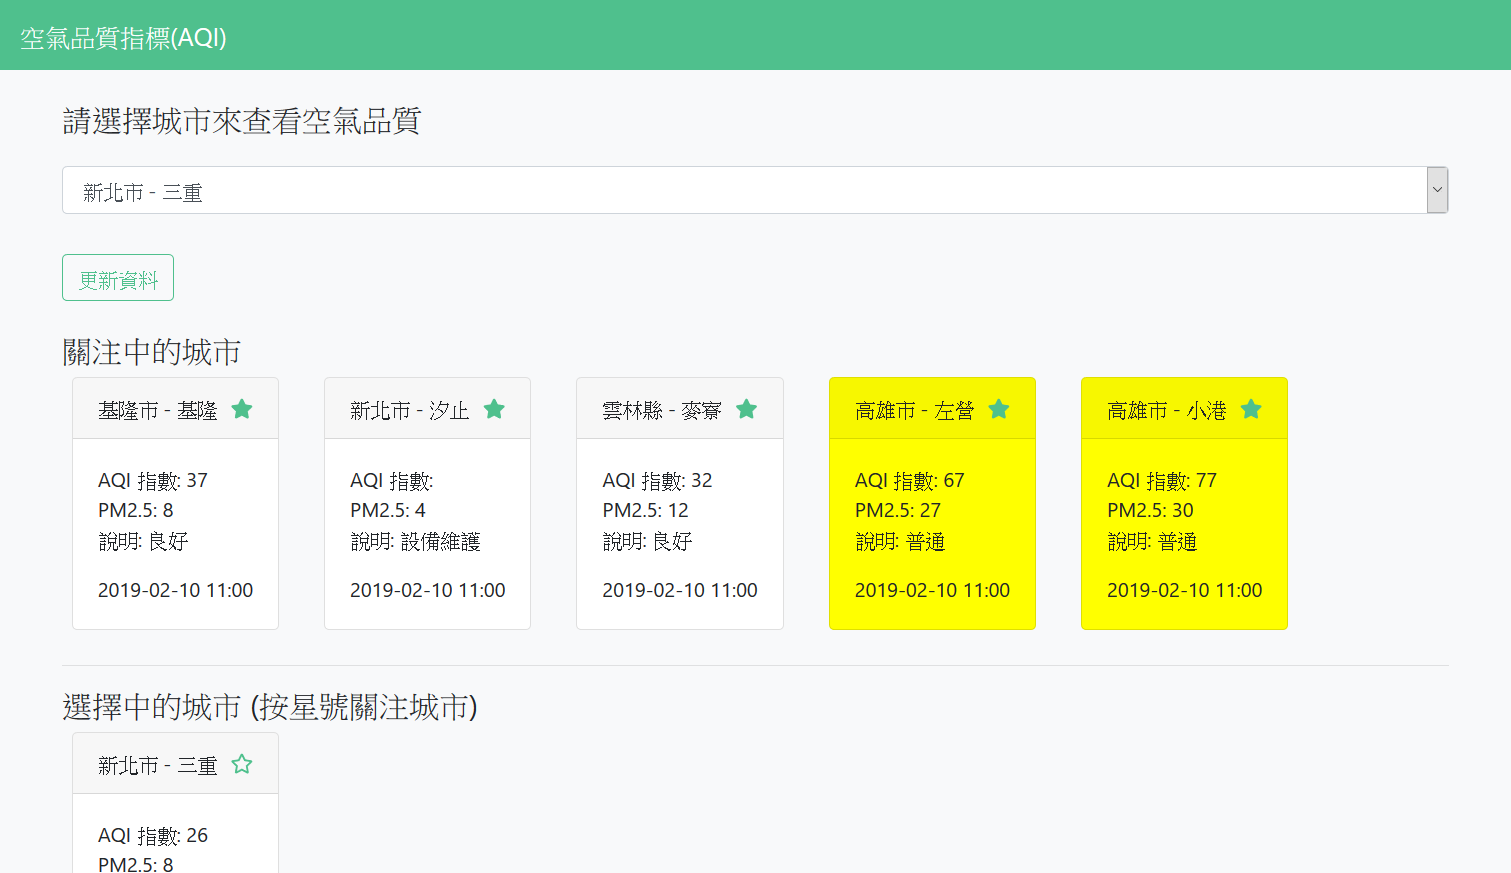 空氣品質指標(AQI)
請選擇城市來查看空氣品質
新北市 - 三重
更新資料
關注中的城市
基隆市 - 基隆
AQI 指數: 37
PM2.5: 8
說明: 良好
2019-02-10 11:00
新北市 - 汐止
AQI 指數:
PM2.5: 4
說明: 設備維護
2019-02-10 11:00
雲林縣 - 麥寮
AQI 指數: 32
PM2.5: 12
說明: 良好
2019-02-10 11:00
高雄市 - 左營
AQI 指數: 67
PM2.5: 27
說明: 普通
2019-02-10 11:00
高雄市 - 小港
AQI 指數: 77
PM2.5: 30
說明: 普通
2019-02-10 11:00
選擇中的城市 (按星號關注城市)
新北市 - 三重
AQI 指數: 26
PM2.5: 8